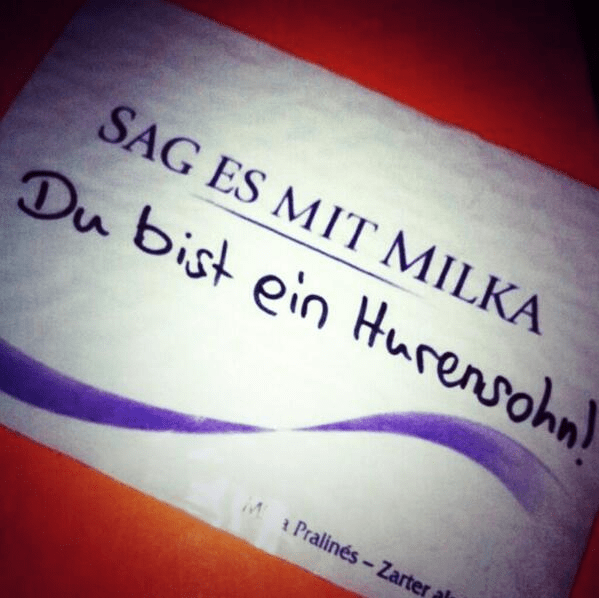 SAG ES MIT MILKA
Du bist ein Hurensohn!
Pralinés – Zarter